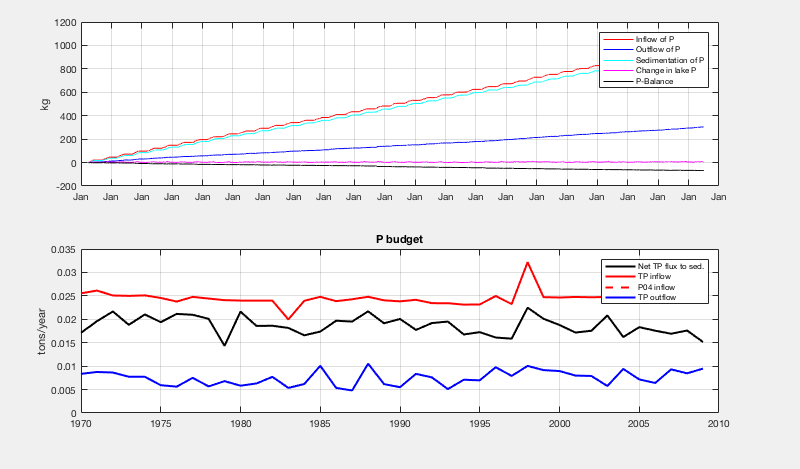 1200
1000
800
600
400
200
0
-200
kg
Inflow of P
Outflow of P
Sedimentation of P
Change in lake P
P-Balance
Jan Jan Jan Jan Jan Jan Jan Jan Jan Jan Jan Jan Jan Jan Jan Jan Jan Jan Jan Jan Jan Jan
P budget
0.035
0.03
0.025
0.02
0.015
0.01
0.005
0
tons/year
Net TP flux to sed.
TP inflow
P04 inflow
TP outflow
1970 1975 1980 1985 1990 1995 2000 2005 2010